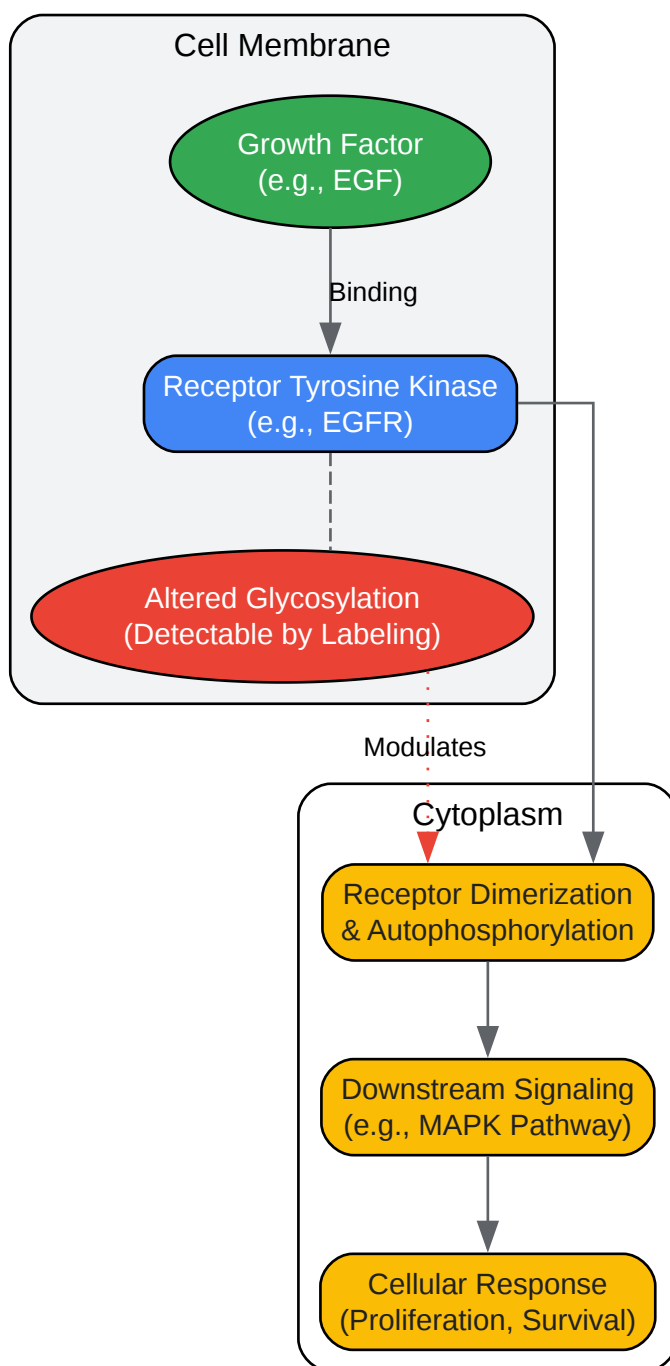 Cell Membrane
Growth Factor
(e.g., EGF)
Binding
Receptor Tyrosine Kinase
(e.g., EGFR)
Altered Glycosylation
(Detectable by Labeling)
Modulates
Cytoplasm
Receptor Dimerization
& Autophosphorylation
Downstream Signaling
(e.g., MAPK Pathway)
Cellular Response
(Proliferation, Survival)